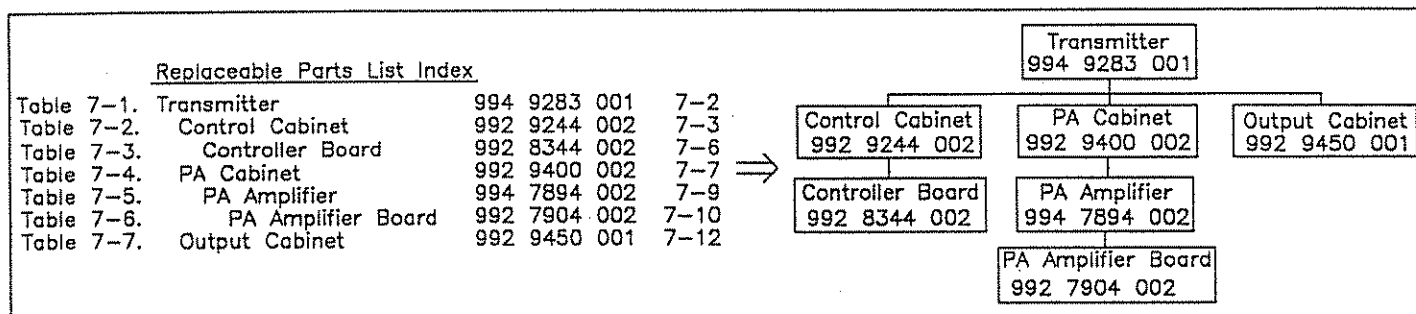 Replaceable Parts List Index
Table 7-1. Transmitter 994 9283 001 7-2
Table 7-2. Control Cabinet 992 9244 002 7-3
Table 7-3. Controller Board 992 8344 002 7-6
Table 7-4. PA Cabinet 992 9400 002 7-7
Table 7-5. PA Amplifier 994 7894 002 7-9
Table 7-6. PA Amplifier Board 992 7904 002 7-10
Table 7-7. Output Cabinet 992 9450 001 7-12
Transmitter
994 9283 001
Control Cabinet
992 9244 002
PA Cabinet
992 9400 002
Output Cabinet
992 9450 001
Controller Board
992 8344 002
PA Amplifier
994 7894 002
PA Amplifier Board
992 7904 002